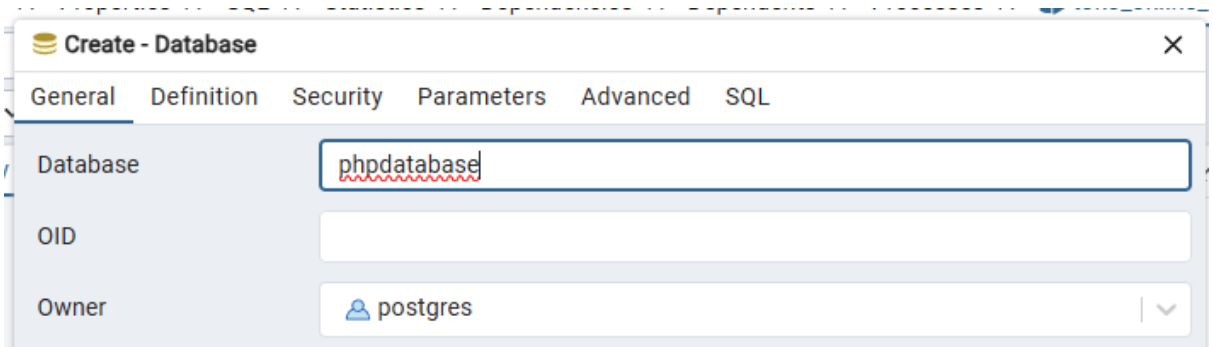 Create - Database
General Definition Security Parameters Advanced SQL
Database phpdatabase
OID
Owner postgres